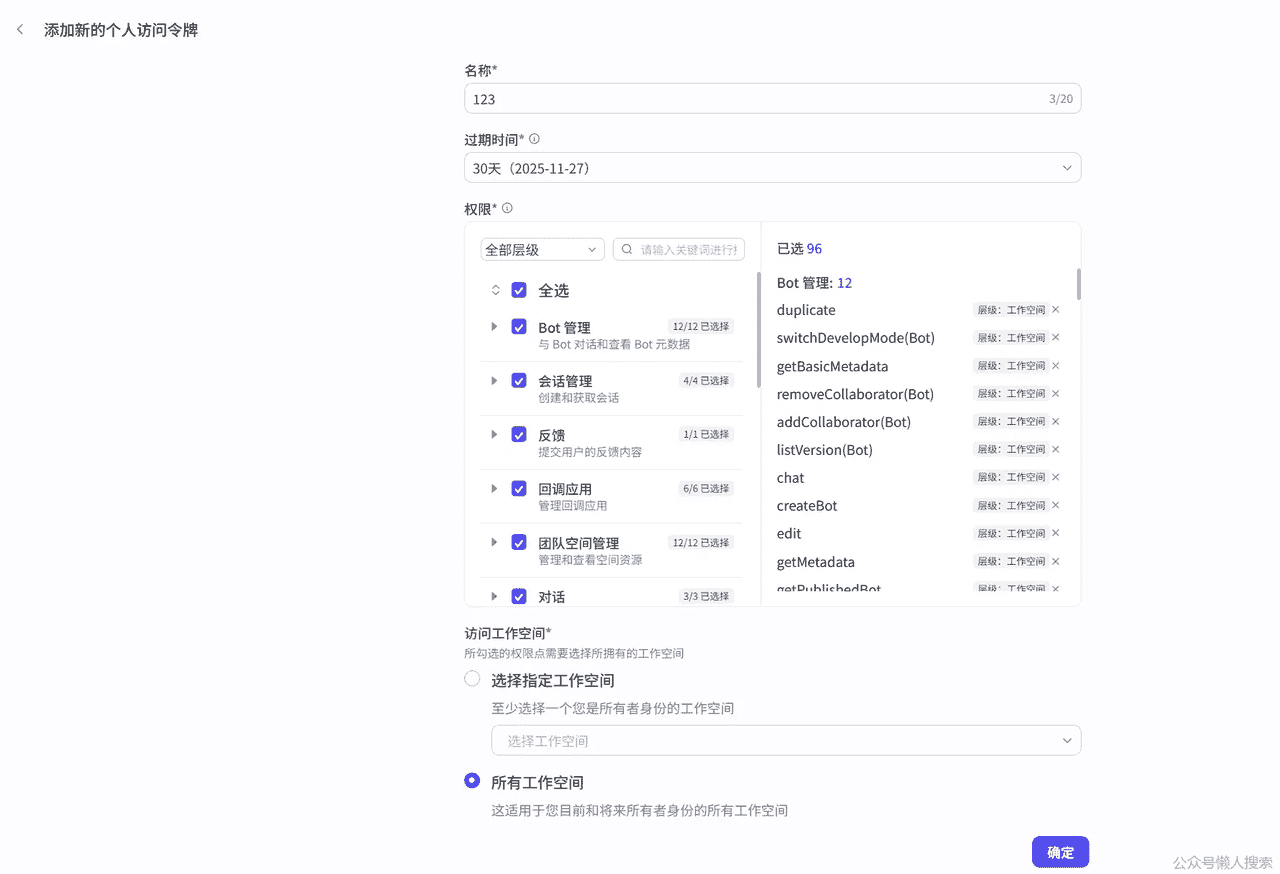 添加新的个人访问令牌
名称*
123
3/20
过期时间*
30天（2025-11-27）
权限*
全部层级
请输入关键词进行
已选 96
全选
Bot 管理: 12
Bot 管理
12/12 已选择
与 Bot 对话和查看 Bot 元数据
duplicate
层级：工作空间
switchDevelopMode(Bot)
层级：工作空间
getBasicMetadata
层级：工作空间
会话管理
4/4 已选择
创建和获取会话
removeCollaborator(Bot)
层级：工作空间
addCollaborator(Bot)
层级：工作空间
反馈
1/1 已选择
提交用户的反馈内容
listVersion(Bot)
层级：工作空间
chat
层级：工作空间
回调应用
6/6 已选择
管理回调应用
createBot
层级：工作空间
edit
层级：工作空间
团队空间管理
12/12 已选择
管理和查看空间资源
getMetadata
层级：工作空间
getPublishedBot
层级：工作空间
对话
3/3 已选择
访问工作空间*
所勾选的权限点需要选择所拥有的工作空间
选择指定工作空间
至少选择一个您是所有者身份的工作空间
选择工作空间
所有工作空间
这适用于您目前和将来所有者身份的所有工作空间
确定
公众号懒人搜索